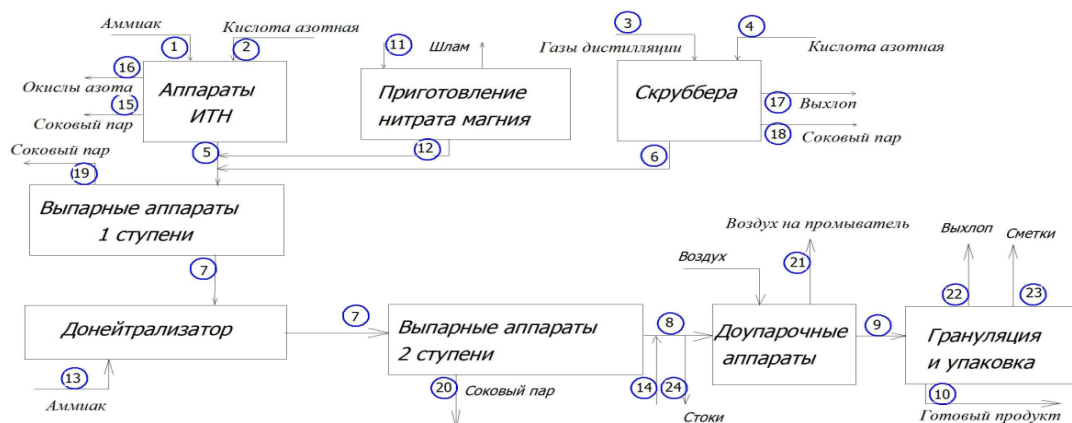 Аммиак
Кислота азотная
3
4
1
2
11
Шлам
Газы дистилляции
Кислота азотная
16
Окислы азота
15
Соковый пар
Аппараты
ИТН
Приготовление
нитрата магния
Скруббера
17
Выхлоп
18
Соковый пар
5
12
6
Соковый пар
19
Выпарные аппараты
1 ступени
Воздух на промыватель
21
Воздух
Выхлоп
Сметки
22
23
7
Донейтрализатор
7
Выпарные аппараты
2 ступени
8
Доупарочные
аппараты
9
Грануляция
и упаковка
13
Аммиак
20
Соковый пар
14
24
Стоки
10
Готовый продукт